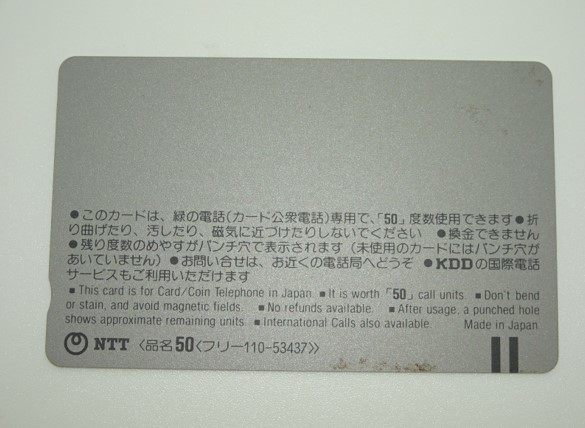 ●このカードは、緑の電話(カード公衆電話)専用で、「50」度数使用できます●折
り曲げたり、汚したり、磁気に近づけたりしないでください ●換金できません
●残り度数のめやすがパンチ穴で表示されます(未使用のカードにはパンチ穴が
あいていません) ●お問い合せは、お近くの電話局へどうぞ ●KDDの国際電話
サービスもご利用いただけます
■ This card is for Card/Coin Telephone in Japan. ■ It is worth 「50」 call units. ■ Don't bend
or stain, and avoid magnetic fields. ■ No refunds available. ■ After usage, a punched hole
shows approximate remaining units. ■ International Calls also available. Made in Japan
NTT 〈品名50〈フリー110-53437》